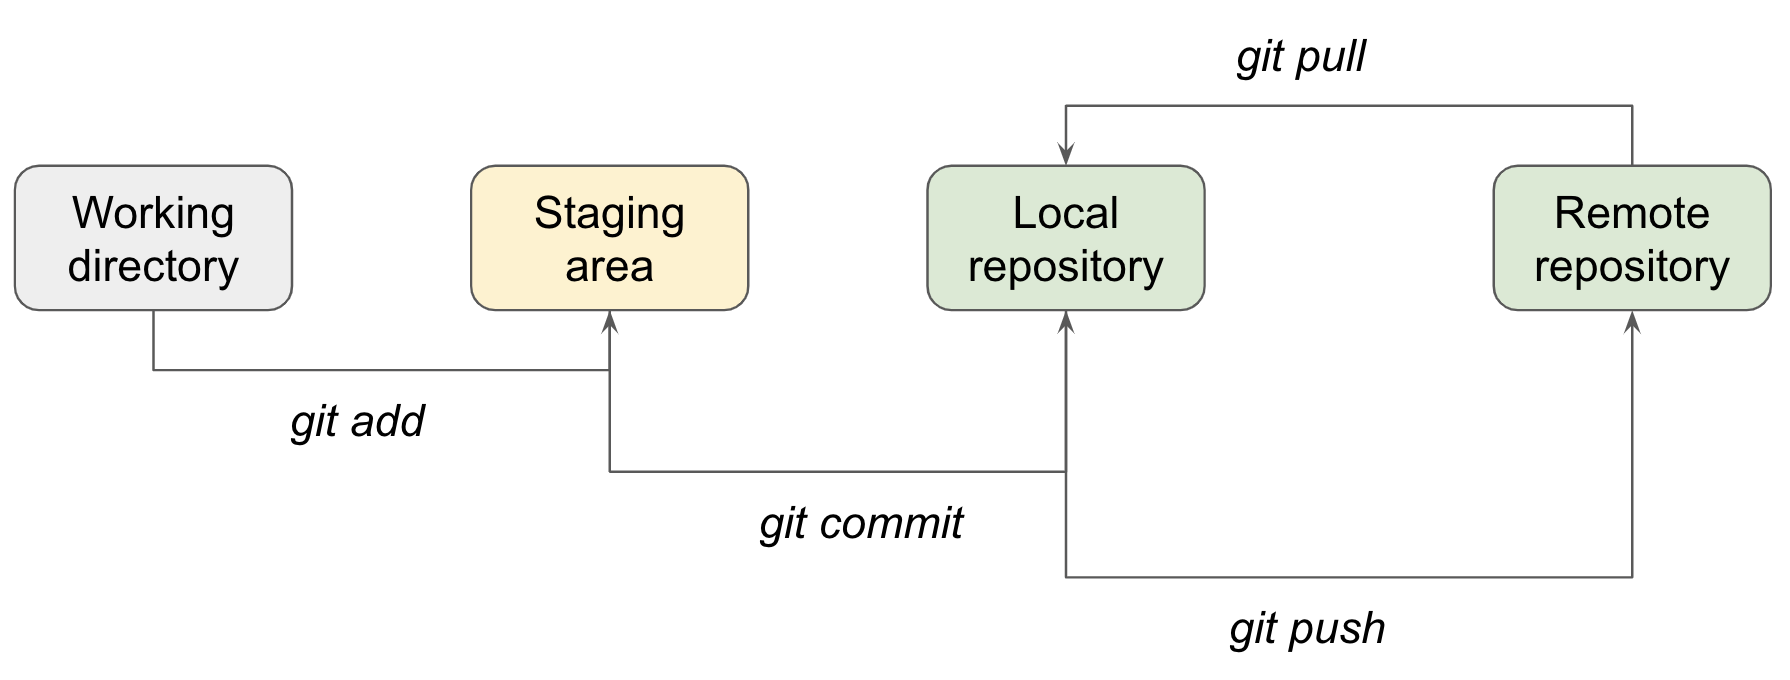 git pull
Working
directory
Staging
area
Local
repository
Remote
repository
git add
git commit
git push